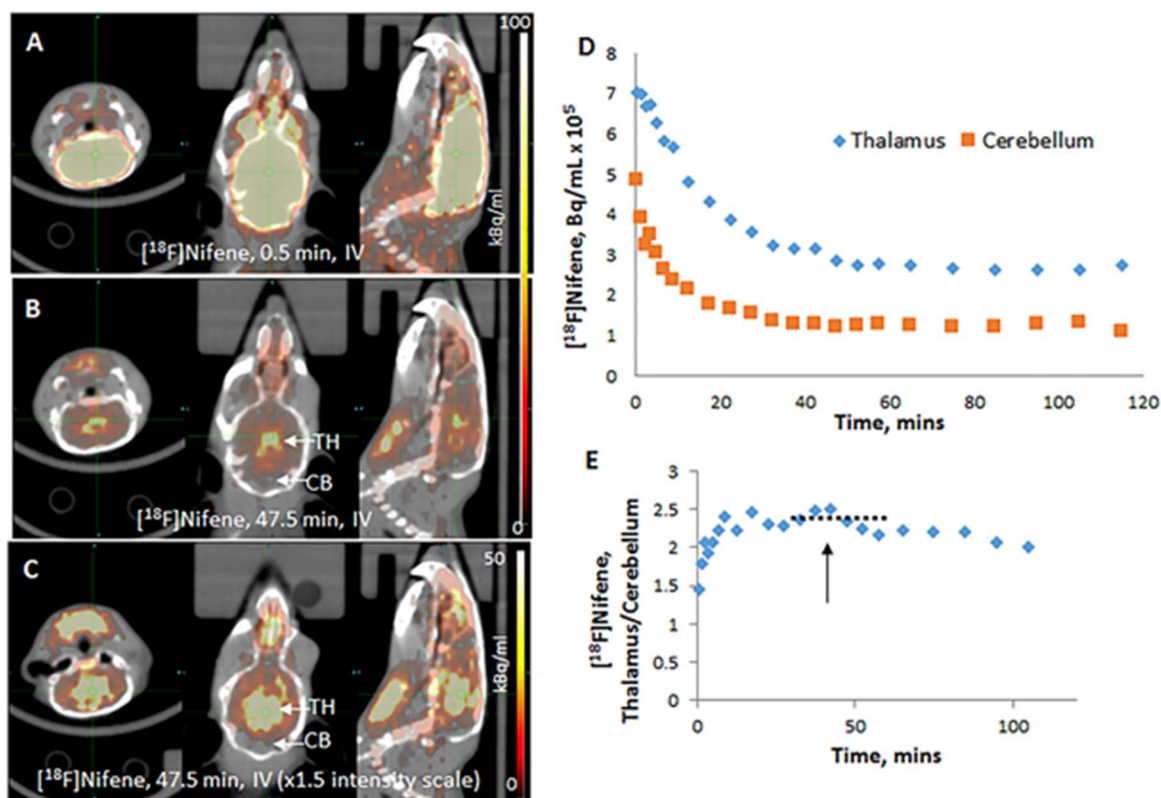 A
100
kBq/ml
[18F]Nifene, 0.5 min, IV
B
TH
CB
0
[18F]Nifene, 47.5 min, IV
C
50
kBq/ml
TH
CB
0
[18F]Nifene, 47.5 min, IV (x1.5 intensity scale)
D
[18F]Nifene, Bq/mL x 10⁵
8
7
6
5
4
3
2
1
0
Thalamus
Cerebellum
0
20
40
60
80
100
120
Time, mins
E
[18F]Nifene,
Thalamus/Cerebellum
3
2.5
2
1.5
1
0.5
0
0
50
100
Time, mins